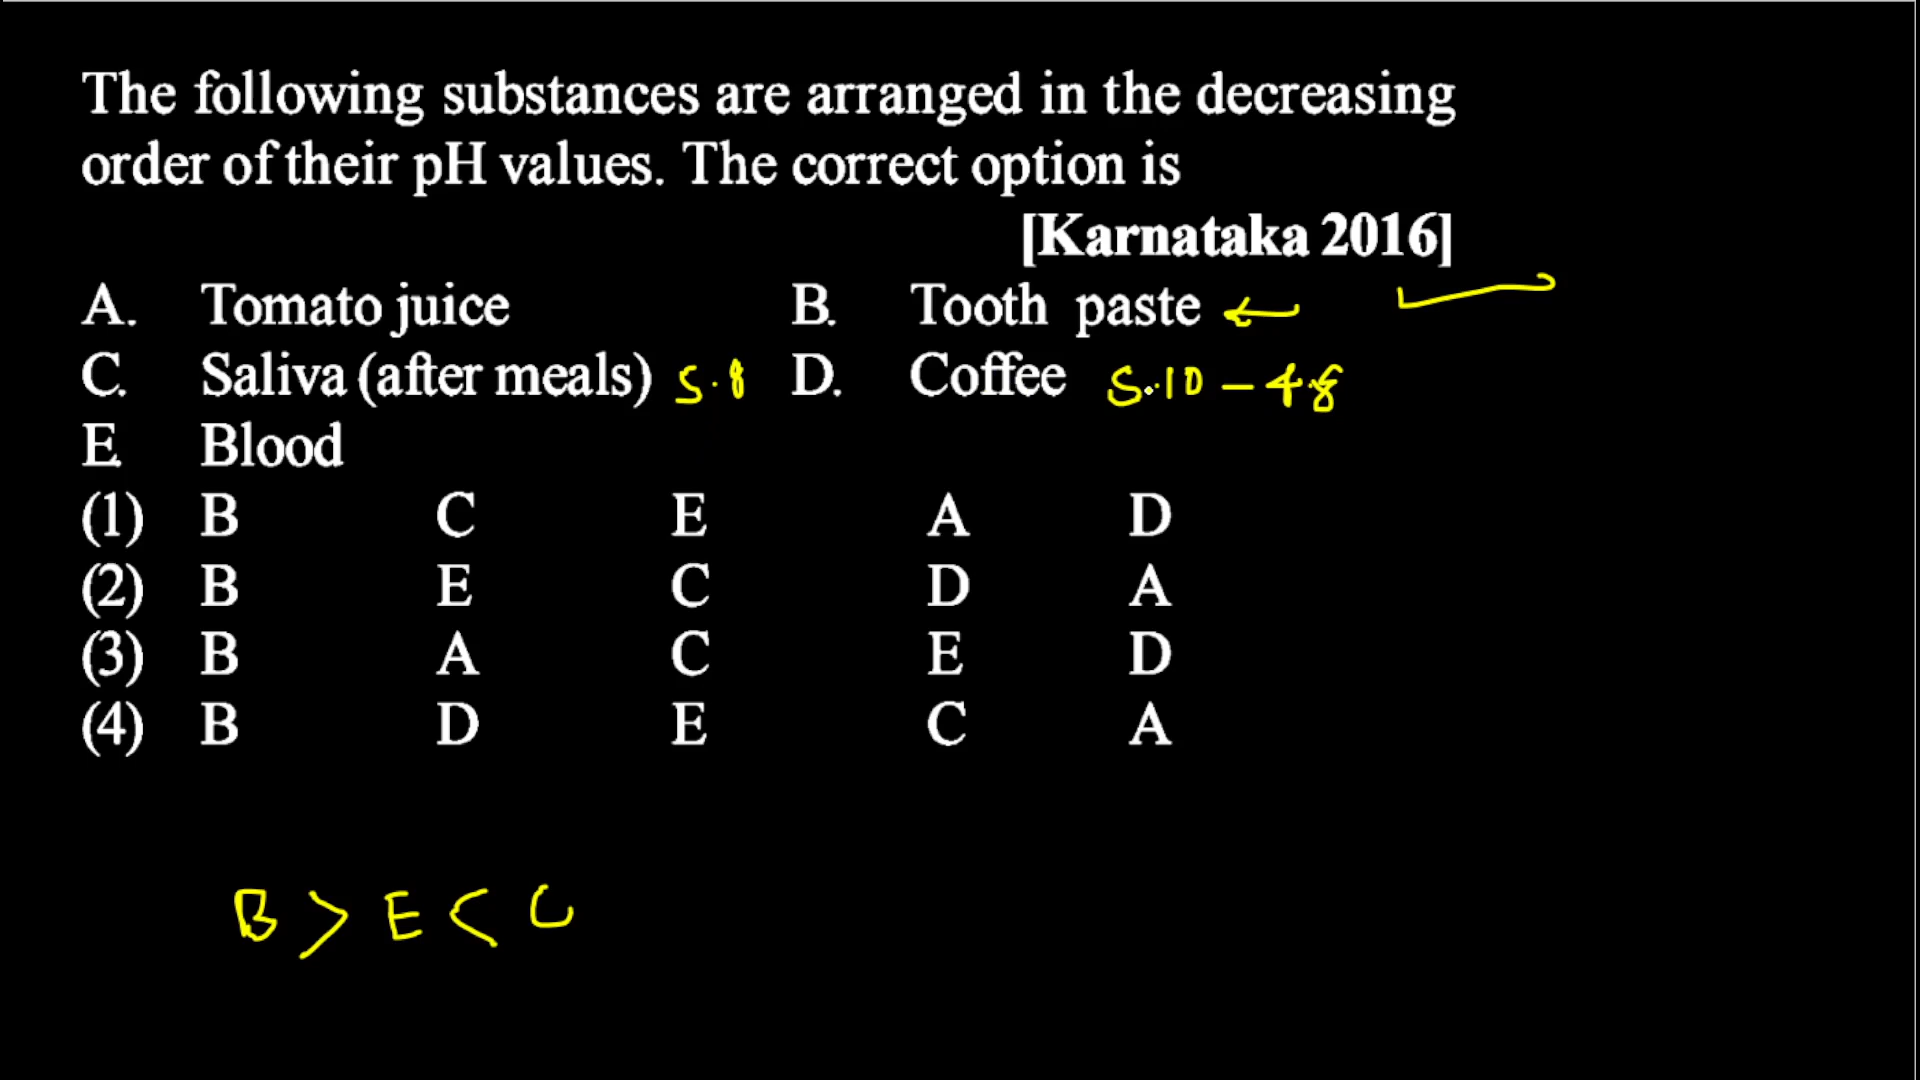 The following substances are arranged in the decreasing
order of their pH values. The correct option is
[Karnataka 2016]
A. Tomato juice B. Tooth paste ←
C. Saliva (after meals) 5.8 D. Coffee 5.10 - 4.8
E. Blood
(1) B C E A D
(2) B E C D A
(3) B A C E D
(4) B D E C A
B > E < C